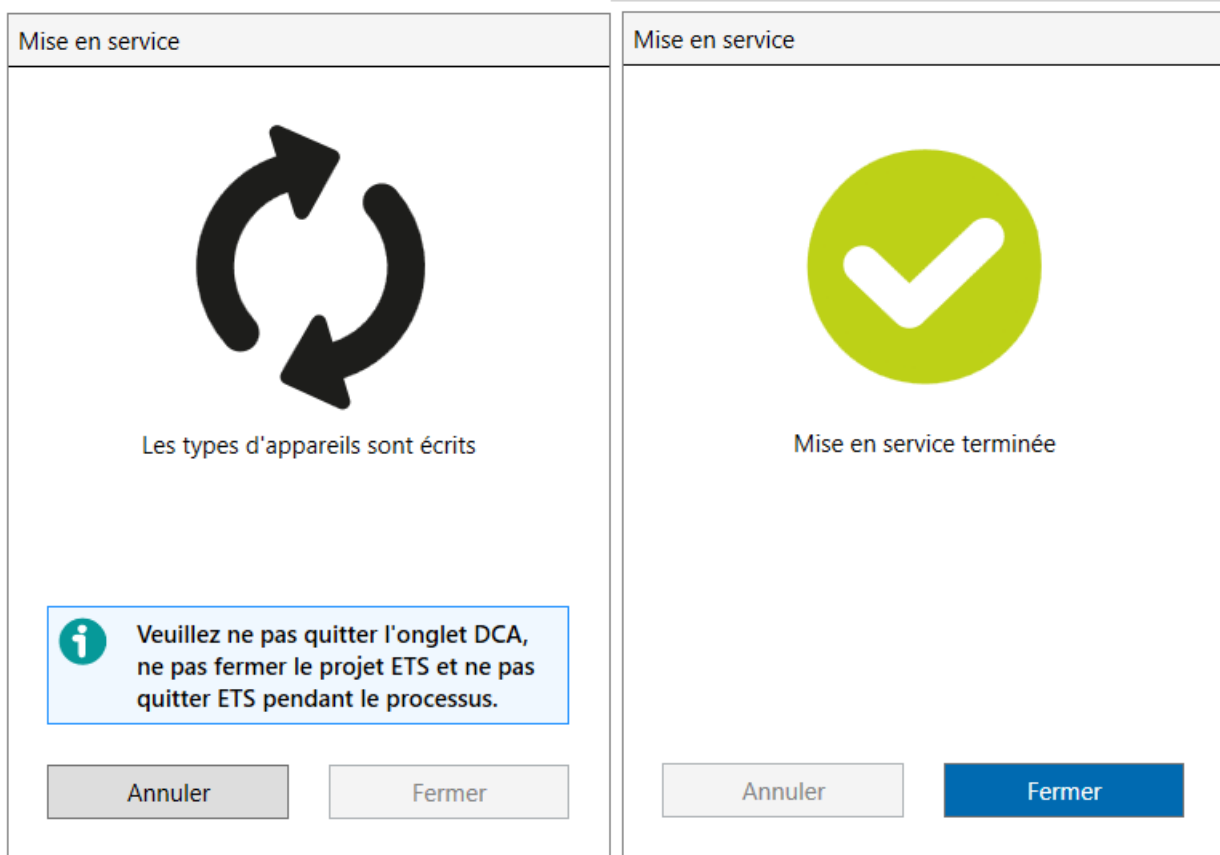 Mise en service
Les types d'appareils sont écrits
Veuillez ne pas quitter l'onglet DCA,
ne pas fermer le projet ETS et ne pas
quitter ETS pendant le processus.
Annuler
Fermer
Mise en service
Mise en service terminée
Annuler
Fermer